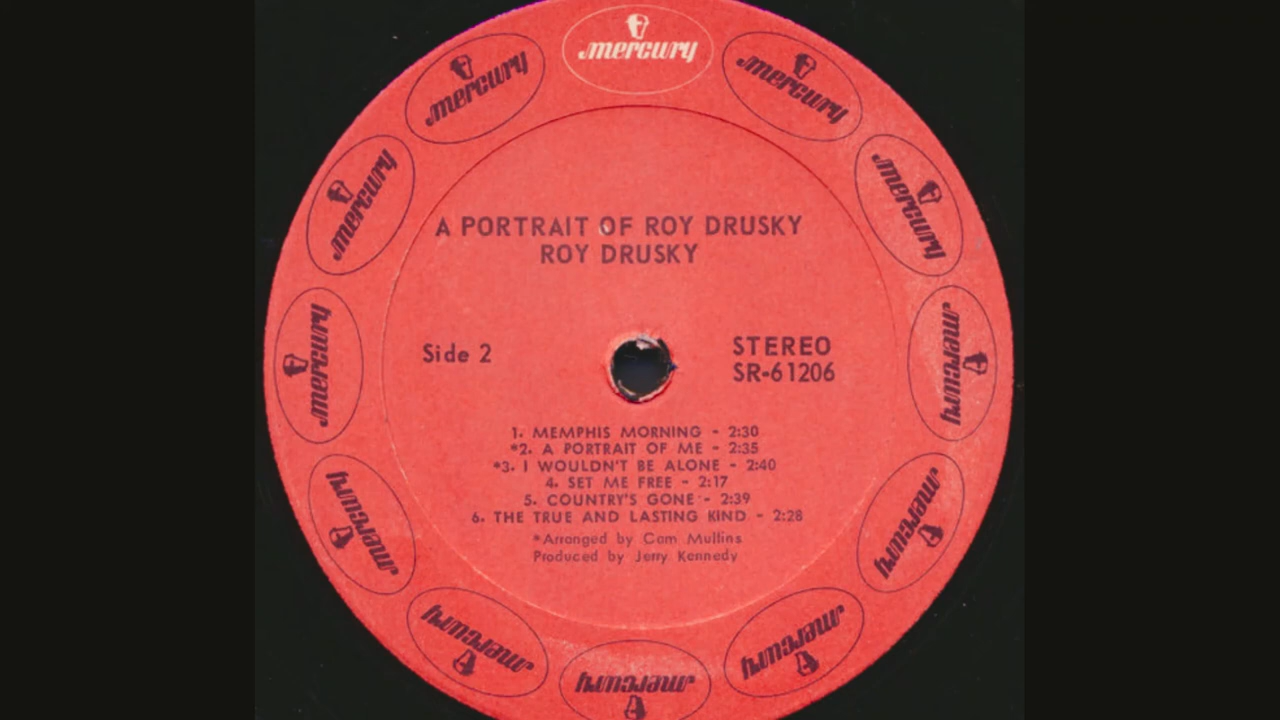 mercury
mercury
mercury
mercury
mercury
mercury
mercury
mercury
mercury
mercury
mercury
mercury
A PORTRAIT OF ROY DRUSKY
ROY DRUSKY
Side 2
STEREO
SR-61206
1. MEMPHIS MORNING - 2:30
*2. A PORTRAIT OF ME - 2:35
*3. I WOULDN'T BE ALONE - 2:40
4. SET ME FREE - 2:17
5. COUNTRY'S GONE - 2:39
6. THE TRUE AND LASTING KIND - 2:28
*Arranged by Cam Mullins
Produced by Jerry Kennedy